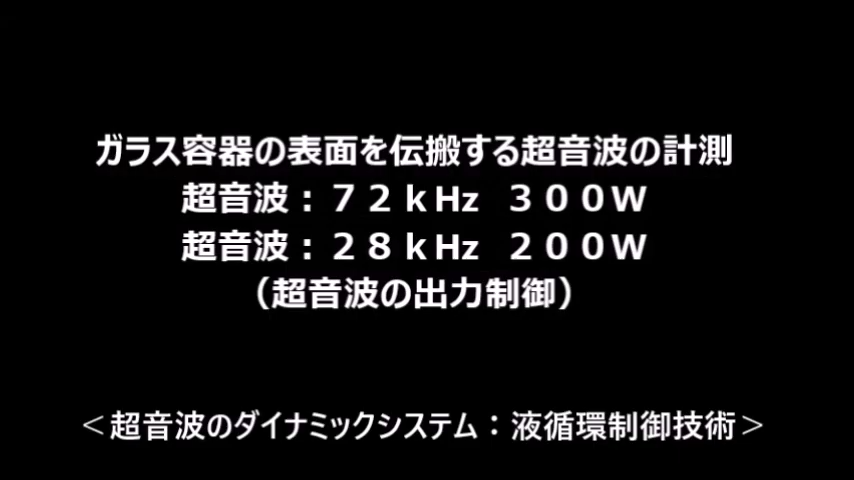 ガラス容器の表面を伝搬する超音波の計測
超音波：７２ｋHz　３００W
超音波：２８ｋHz　２００W
（超音波の出力制御）
＜超音波のダイナミックシステム：液循環制御技術＞